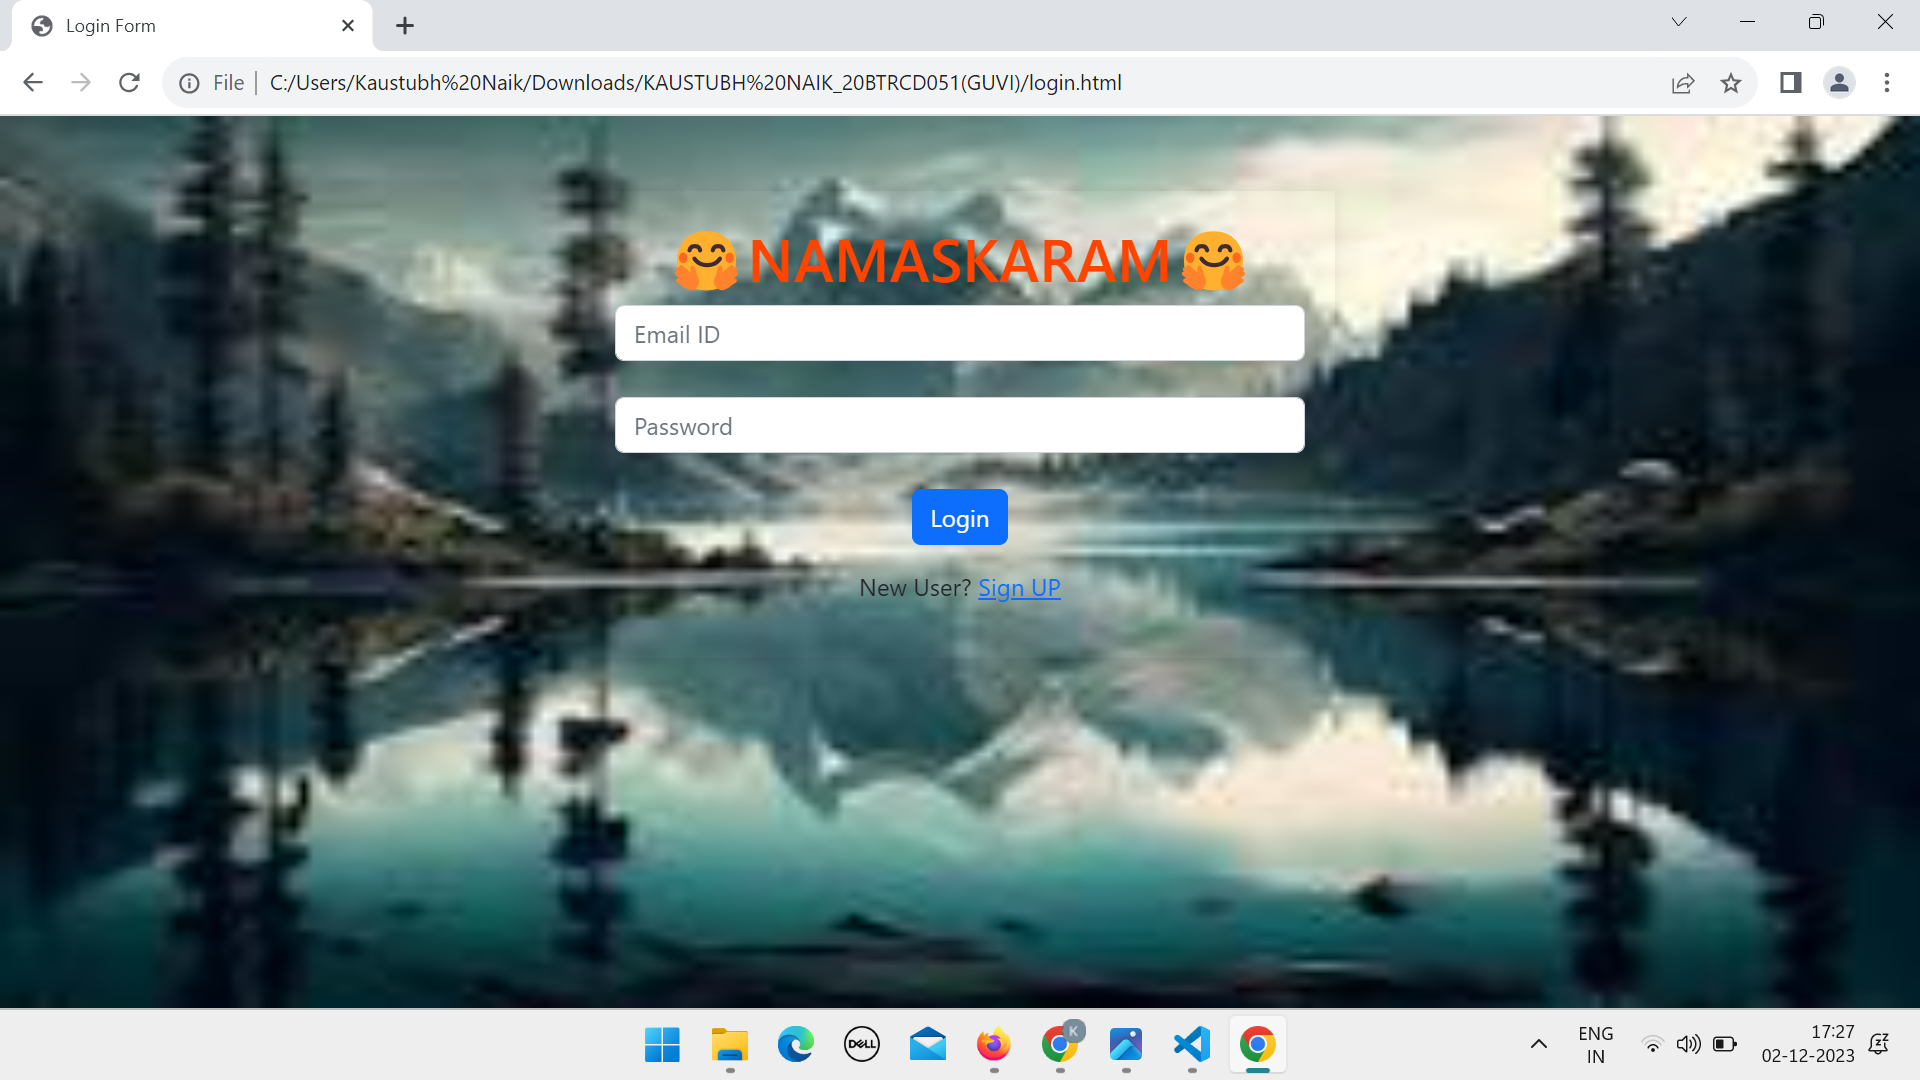 Login Form
File C:/Users/Kaustubh%20Naik/Downloads/KAUSTUBH%20NAIK_20BTRCD051(GUVI)/login.html
🤗NAMASKARAM🤗
Email ID
Password
Login
New User? Sign UP
DELL
K
ENG
IN
17:27
02-12-2023